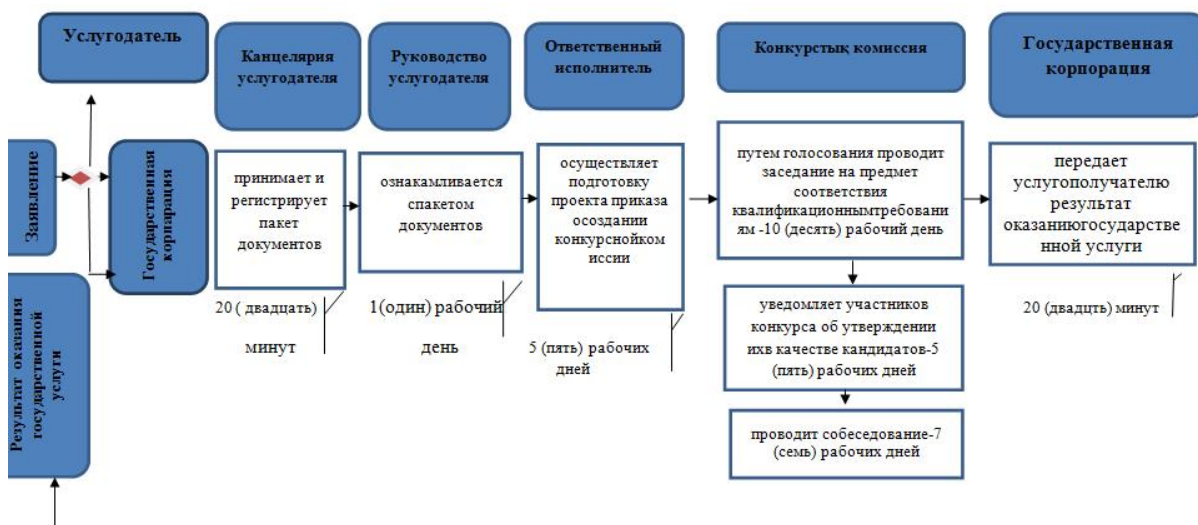 Услугодатель
Канцелярия
услугодателя
Руководство
услугодателя
Ответственный
исполнитель
Конкурстық комиссия
Государственная
корпорация
Заявление
Государственная
корпарация
принимает и
регистрирует
пакет
документов
ознакамливается
спакетом
документов
осуществляет
подготовку
проекта приказа
осоздании
конкурснойком
иссии
путем голосования проводит
заседание на предмет
соответствия
квалификационнымтребовани
ям -10 (десять) рабочий день
передает
услугополучателю
результат
оказаниюгосударстве
нной услуги
Результат оказания
государственной
услуги
20 ( двадцать)
минут
1(один) рабочий
день
5 (пять) рабочих
дней
уведомляет участников
конкурса об утверждении
ихв качестве кандидатов-5
(пять) рабочих дней
20 (двадцть) минут
проводит собеседование-7
(семь) рабочих дней